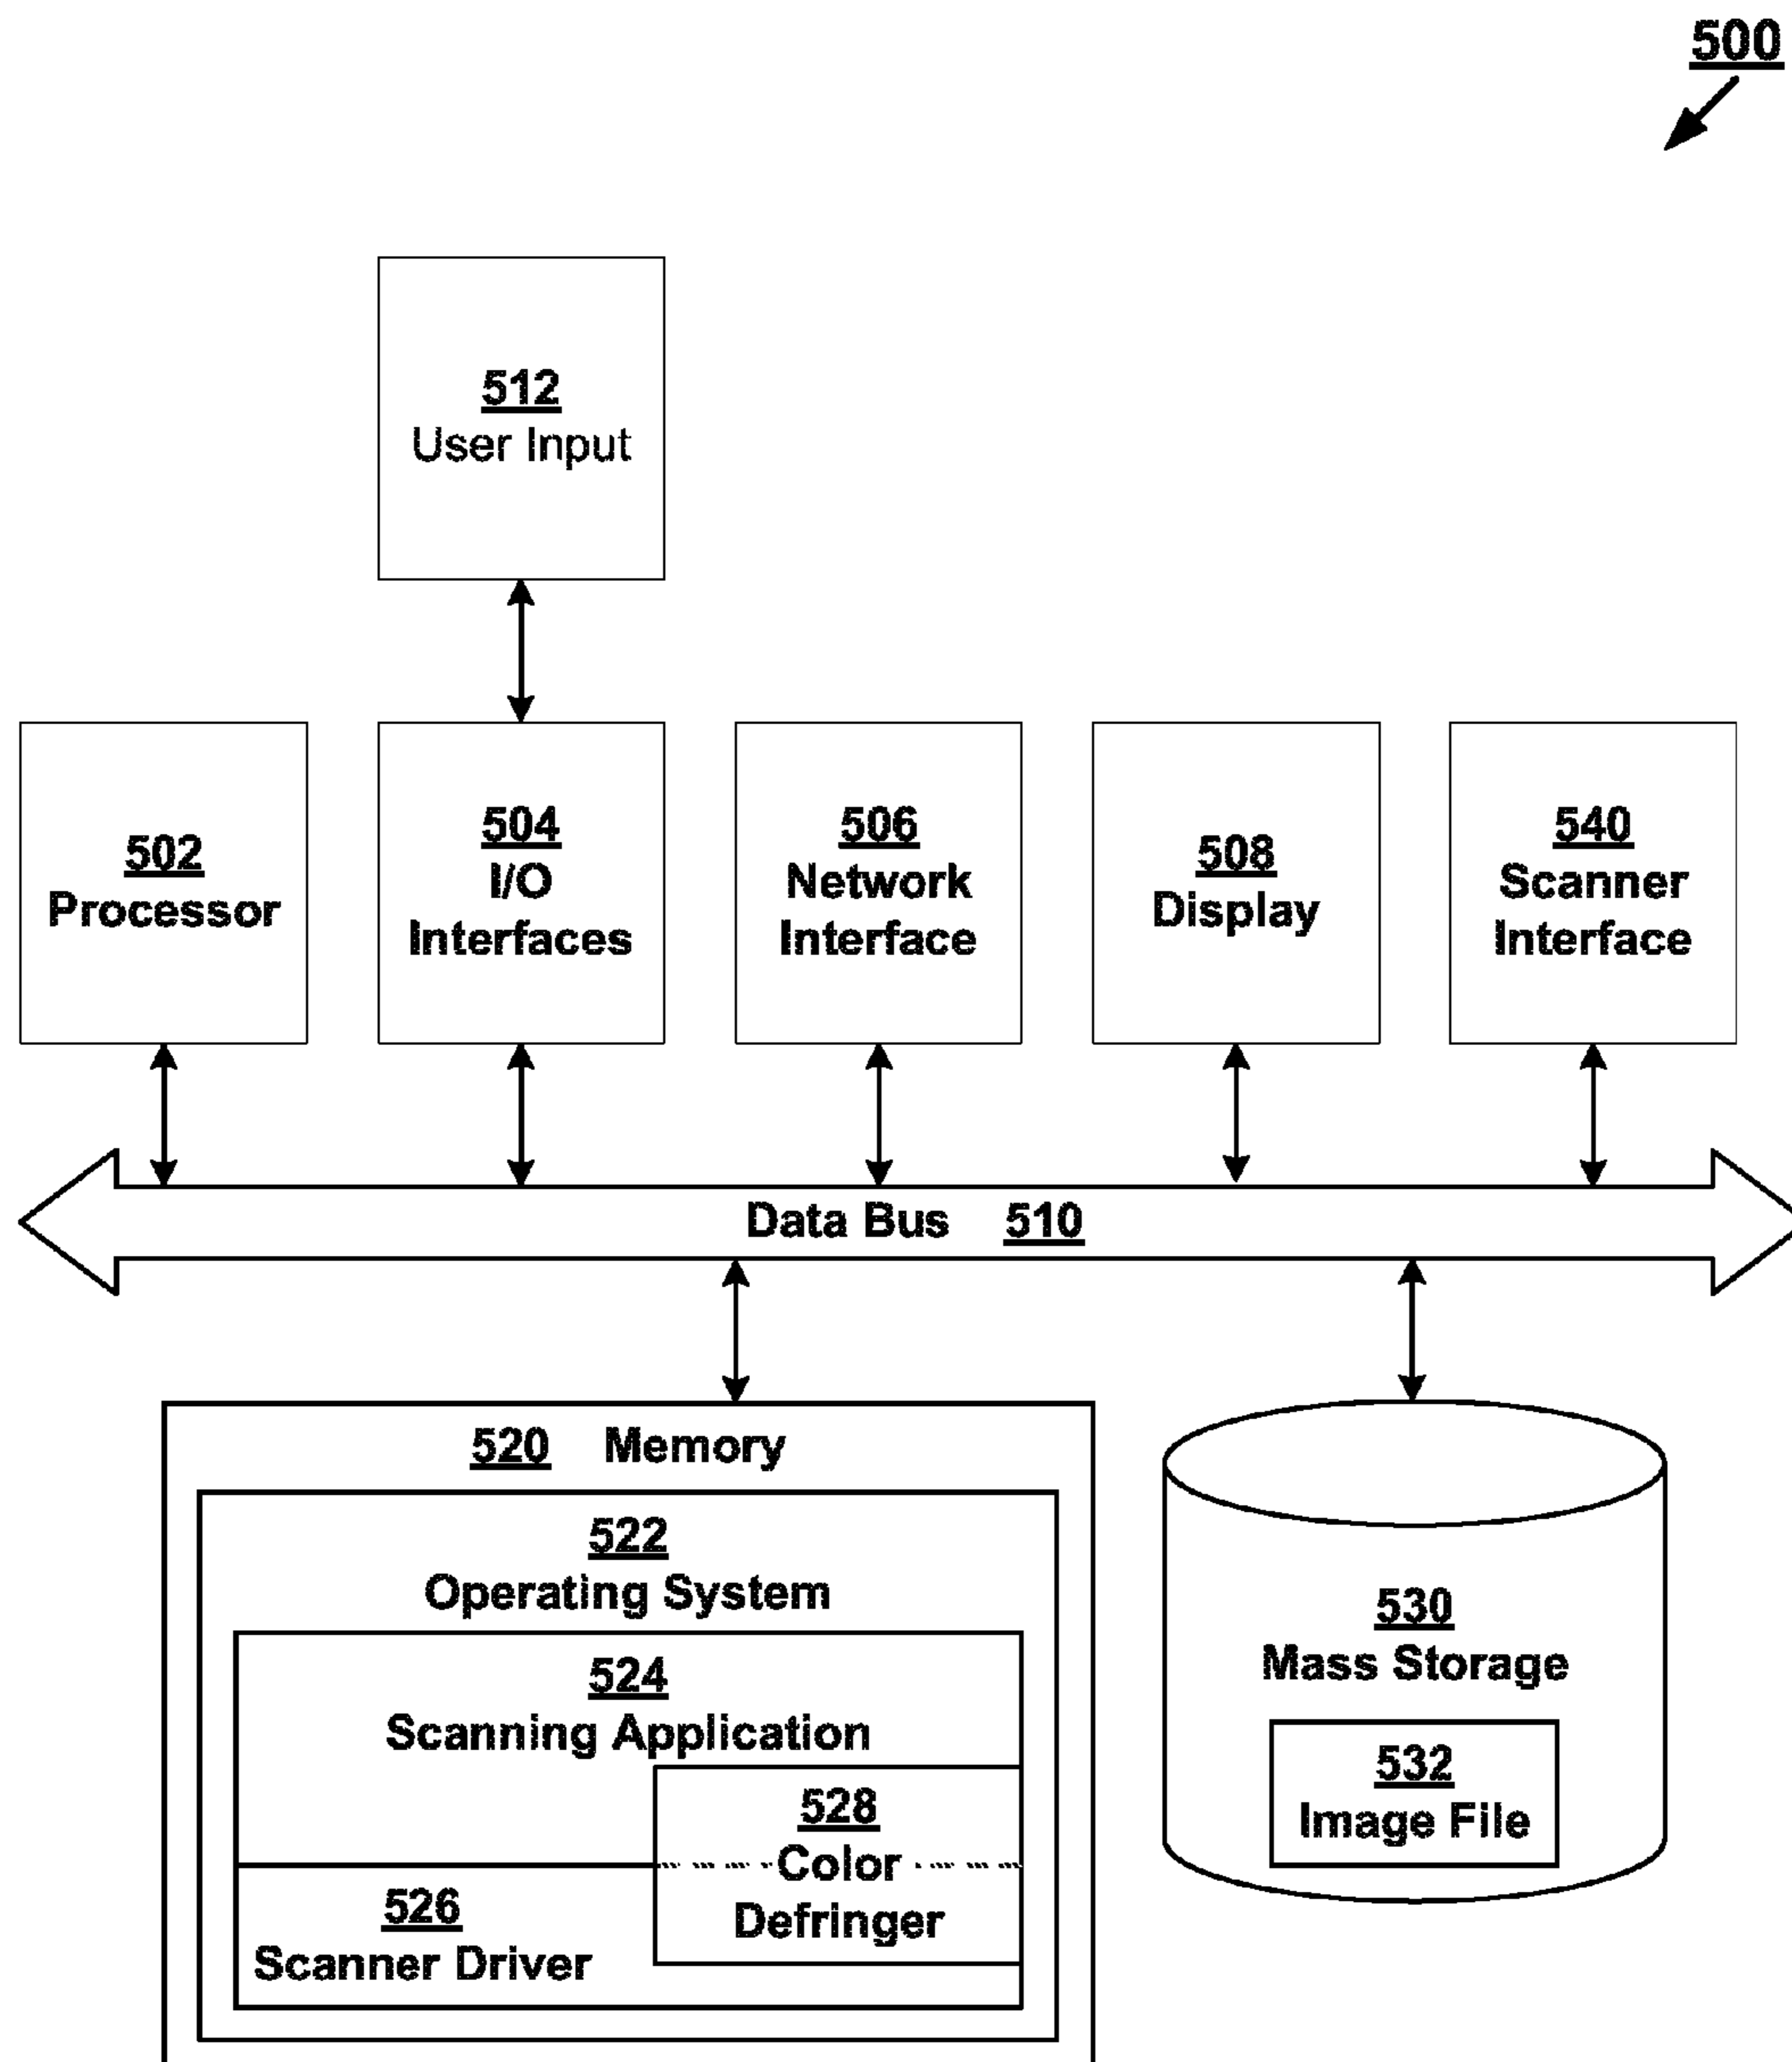 500
512
User Input
502
Processor
504
I/O
Interfaces
506
Network
Interface
508
Display
540
Scanner
Interface
Data Bus 510
520 Memory
522
Operating System
524
Scanning Application
528
Color
Defringer
526
Scanner Driver
530
Mass Storage
532
Image File